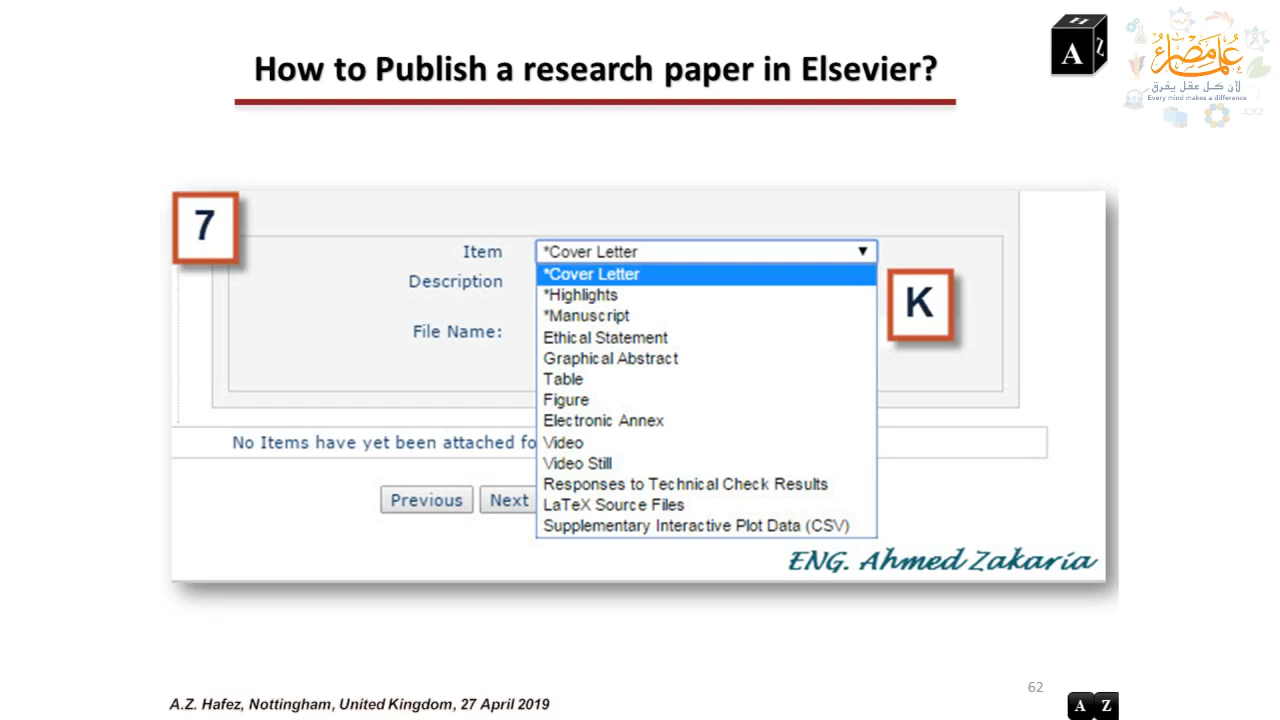 How to Publish a research paper in Elsevier?
H
A
Z
علماء مصر
لأن كل عقل يفرق
Every mind makes a difference
7
Item
*Cover Letter
*Cover Letter
K
Description
*Highlights
*Manuscript
File Name:
Ethical Statement
Graphical Abstract
Table
Figure
Electronic Annex
No Items have yet been attached fo
Video
Video Still
Responses to Technical Check Results
Previous
Next
LaTeX Source Files
Supplementary Interactive Plot Data (CSV)
ENG. Ahmed Zakaria
62
A.Z. Hafez, Nottingham, United Kingdom, 27 April 2019
A Z